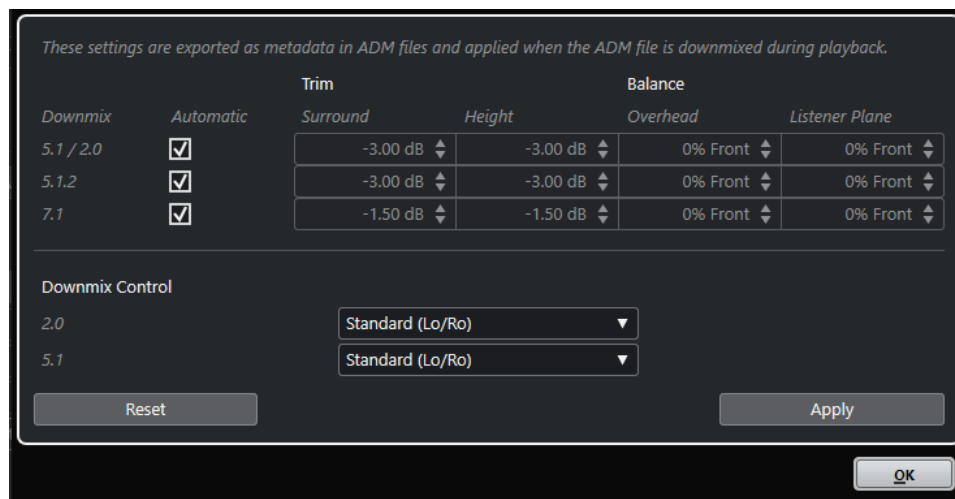 These settings are exported as metadata in ADM files and applied when the ADM file is downmixed during playback.
Trim Balance
Downmix Automatic Surround Height Overhead Listener Plane
5.1 / 2.0 -3.00 dB -3.00 dB 0% Front 0% Front
5.1.2 -3.00 dB -3.00 dB 0% Front 0% Front
7.1 -1.50 dB -1.50 dB 0% Front 0% Front
Downmix Control
2.0 Standard (Lo/Ro)
5.1 Standard (Lo/Ro)
Reset Apply
OK